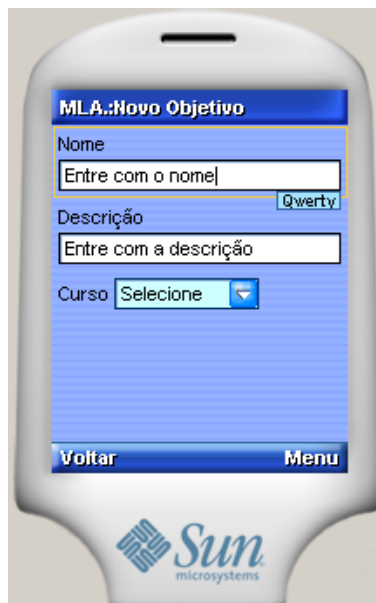 MLA.:Novo Objetivo
Nome
Entre com o nome
Qwerty
Descrição
Entre com a descrição
Curso Selecione
Voltar Menu
Sun
microsystems